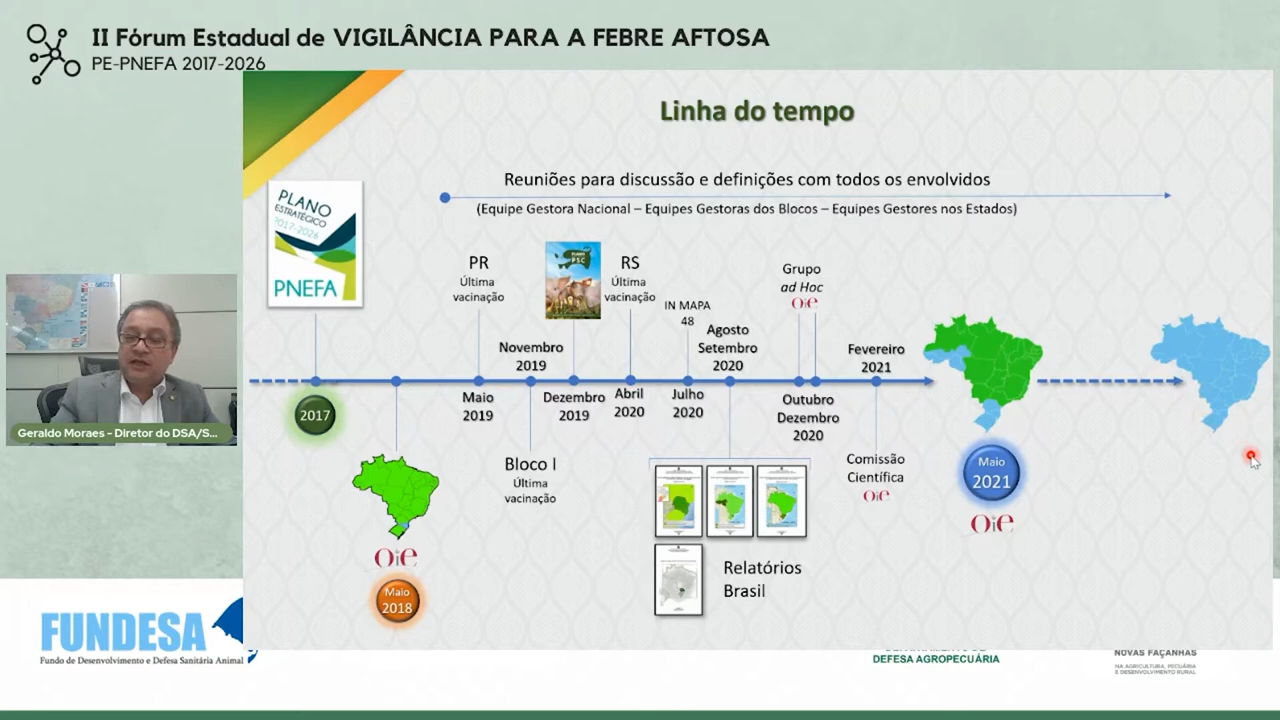 II Fórum Estadual de VIGILÂNCIA PARA A FEBRE AFTOSA
PE-PNEFA 2017-2026
Linha do tempo
Reuniões para discussão e definições com todos os envolvidos
(Equipe Gestora Nacional – Equipes Gestoras dos Blocos – Equipes Gestores nos Estados)
PLANO
ESTRATÉGICO
2017-2026
PNEFA
PR
Última
vacinação
PSC
RS
Última
vacinação
IN MAPA
48
Grupo
ad Hoc
Oie
Novembro
2019
Agosto
Setembro
2020
Fevereiro
2021
2017
Maio
2019
Dezembro
2019
Abril
2020
Julho
2020
Outubro
Dezembro
2020
Geraldo Moraes - Diretor do DSA/S...
Bloco I
Última
vacinação
Comissão
Científica
Oie
Maio
2021
Oie
Oie
Maio
2018
Relatórios
Brasil
FUNDESA
Fundo de Desenvolvimento e Defesa Sanitária Animal
DEFESA AGROPECUÁRIA
NOVAS FAÇANHAS
NA AGRICULTURA, PECUÁRIA
E DESENVOLVIMENTO RURAL